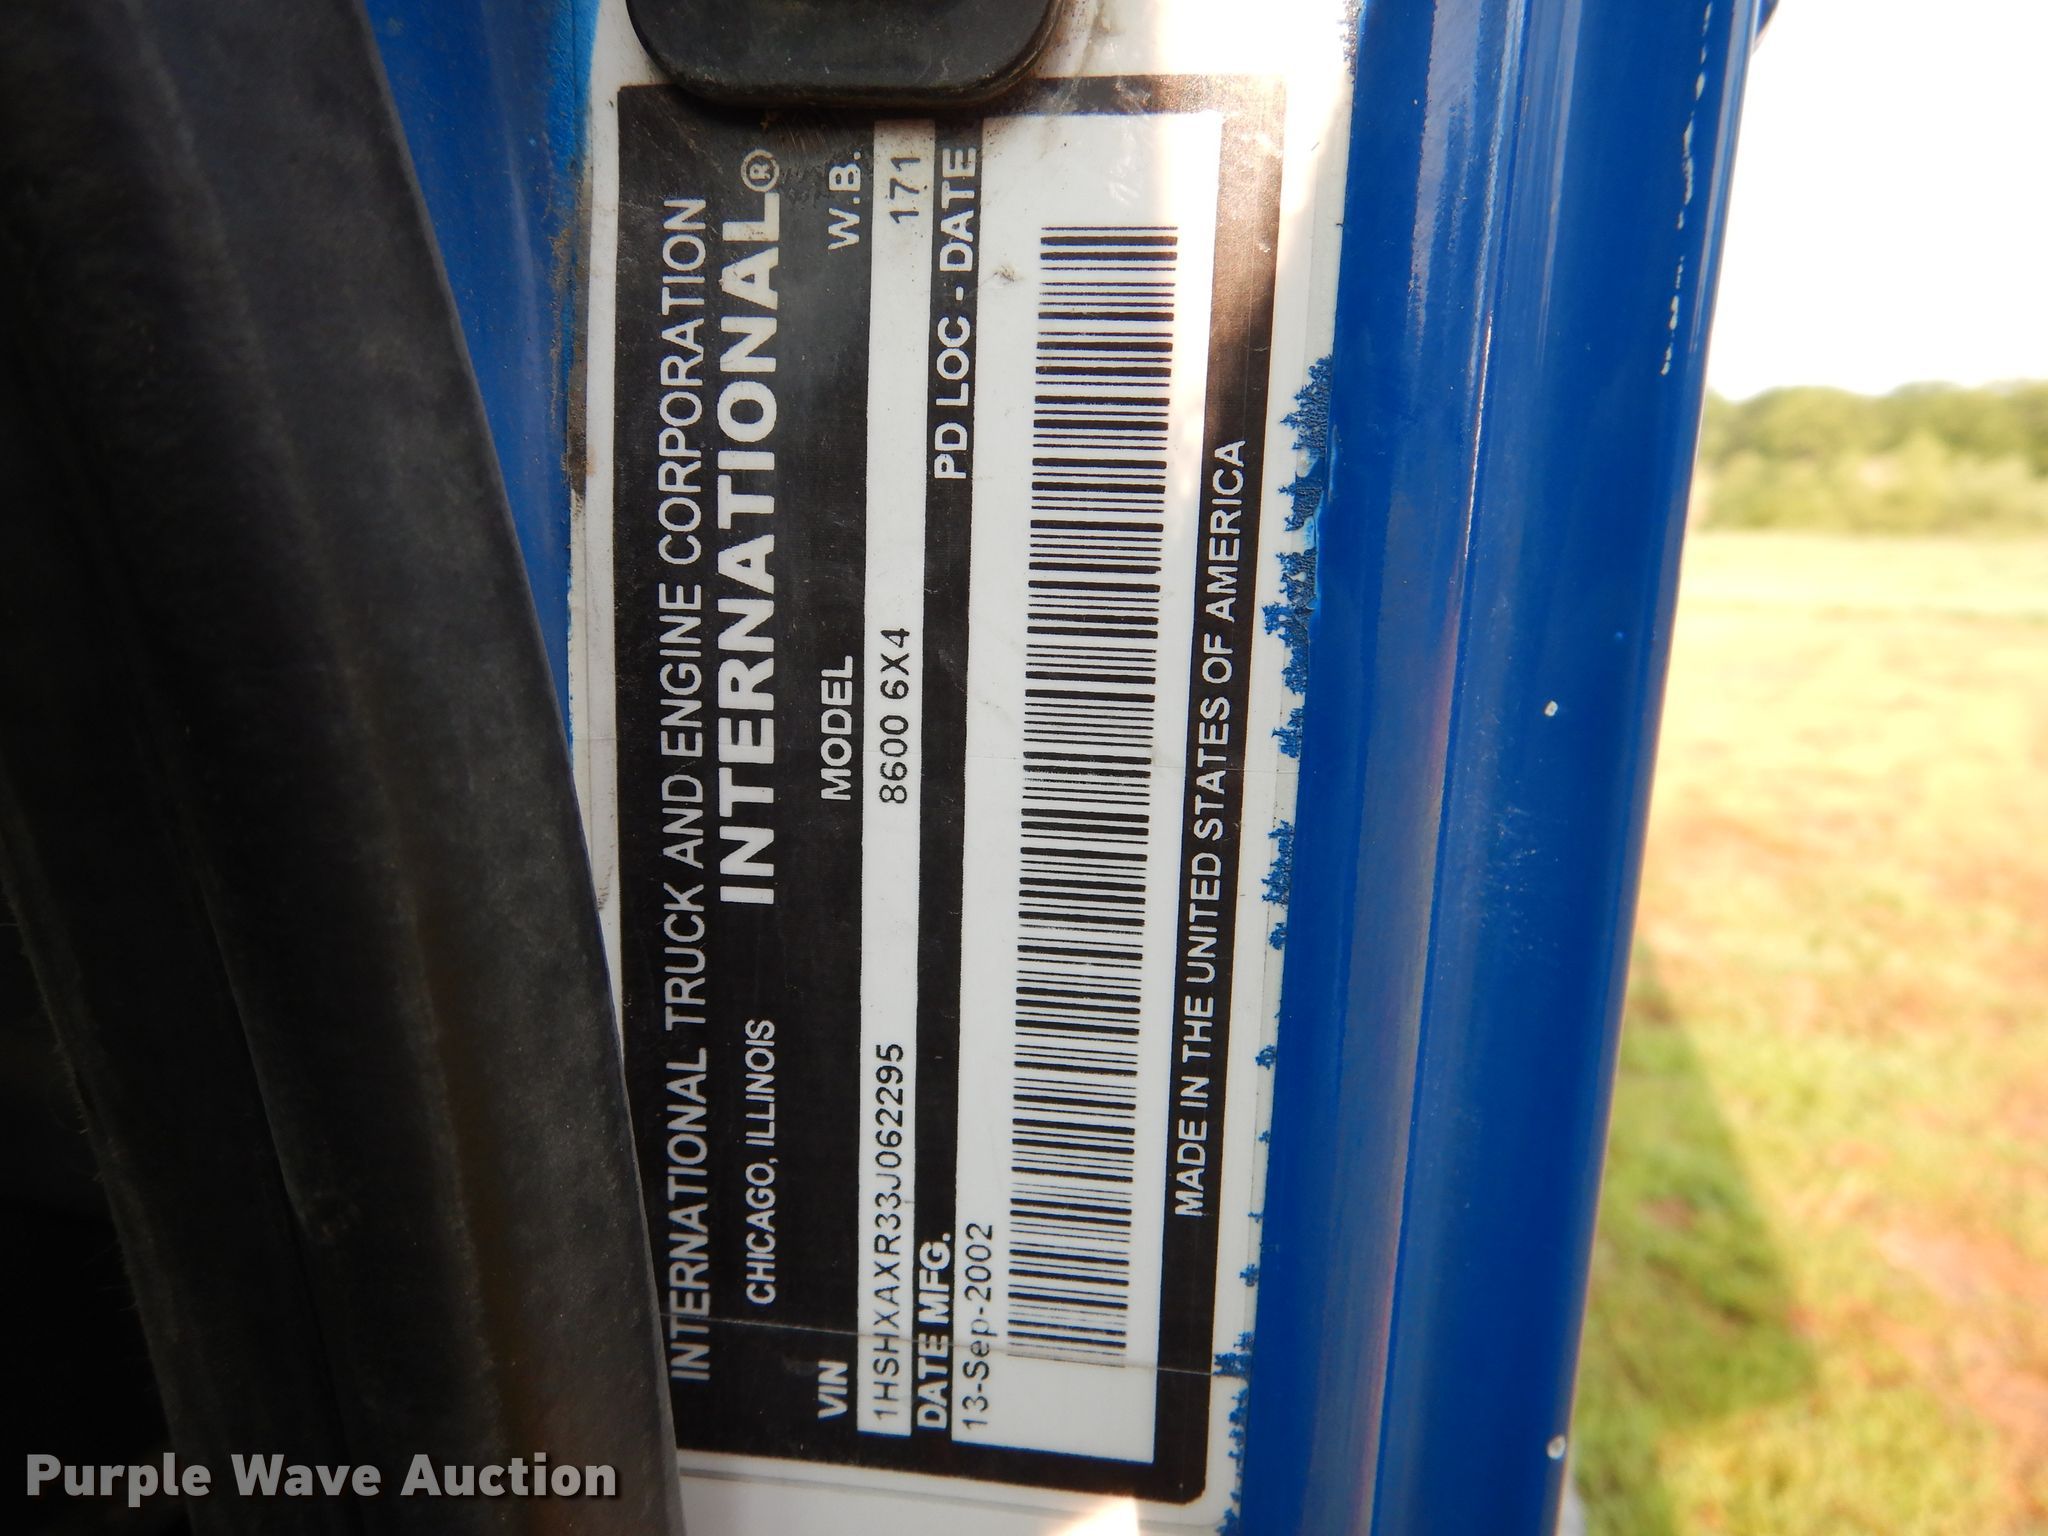 INTERNATIONAL TRUCK AND ENGINE CORPORATION
CHICAGO, ILLINOIS INTERNATIONAL®
VIN MODEL W.B.
1HSHXAXR33J062295 8600 6X4 171
DATE MFG. PD LOC - DATE
13-Sep-2002
MADE IN THE UNITED STATES OF AMERICA
Purple Wave Auction